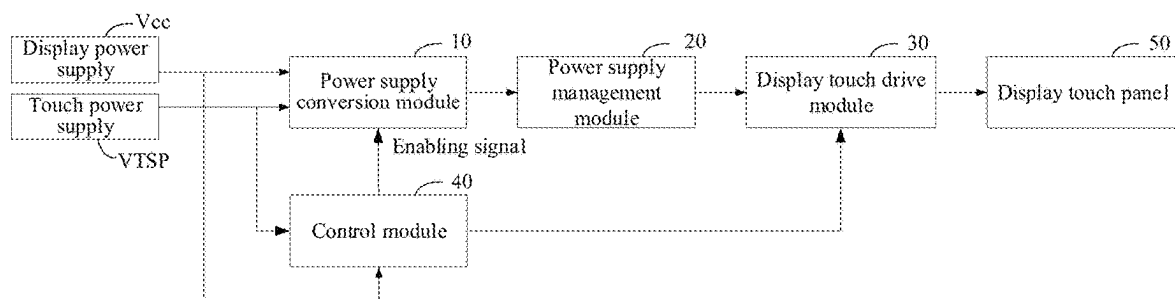 Vcc
Display power
supply
Touch power
supply
VTSP
10
Power supply
conversion module
20
Power supply
management
module
30
Display touch drive
module
50
Display touch panel
Enabling signal
40
Control module